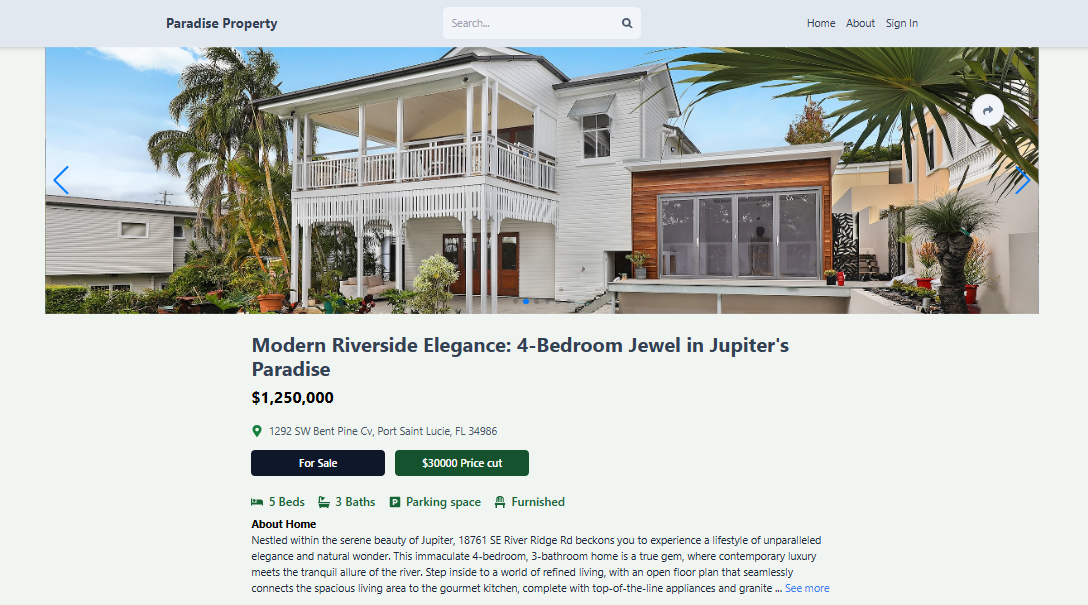 Paradise Property
Search...
Home About Sign In
Modern Riverside Elegance: 4-Bedroom Jewel in Jupiter's
Paradise
$1,250,000
1292 SW Bent Pine Cv, Port Saint Lucie, FL 34986
For Sale
$30000 Price cut
5 Beds 3 Baths P Parking space Furnished
About Home
Nestled within the serene beauty of Jupiter, 18761 SE River Ridge Rd beckons you to experience a lifestyle of unparalleled
elegance and natural wonder. This immaculate 4-bedroom, 3-bathroom home is a true gem, where contemporary luxury
meets the tranquil allure of the river. Step inside to a world of refined living, with an open floor plan that seamlessly
connects the spacious living area to the gourmet kitchen, complete with top-of-the-line appliances and granite ... See more